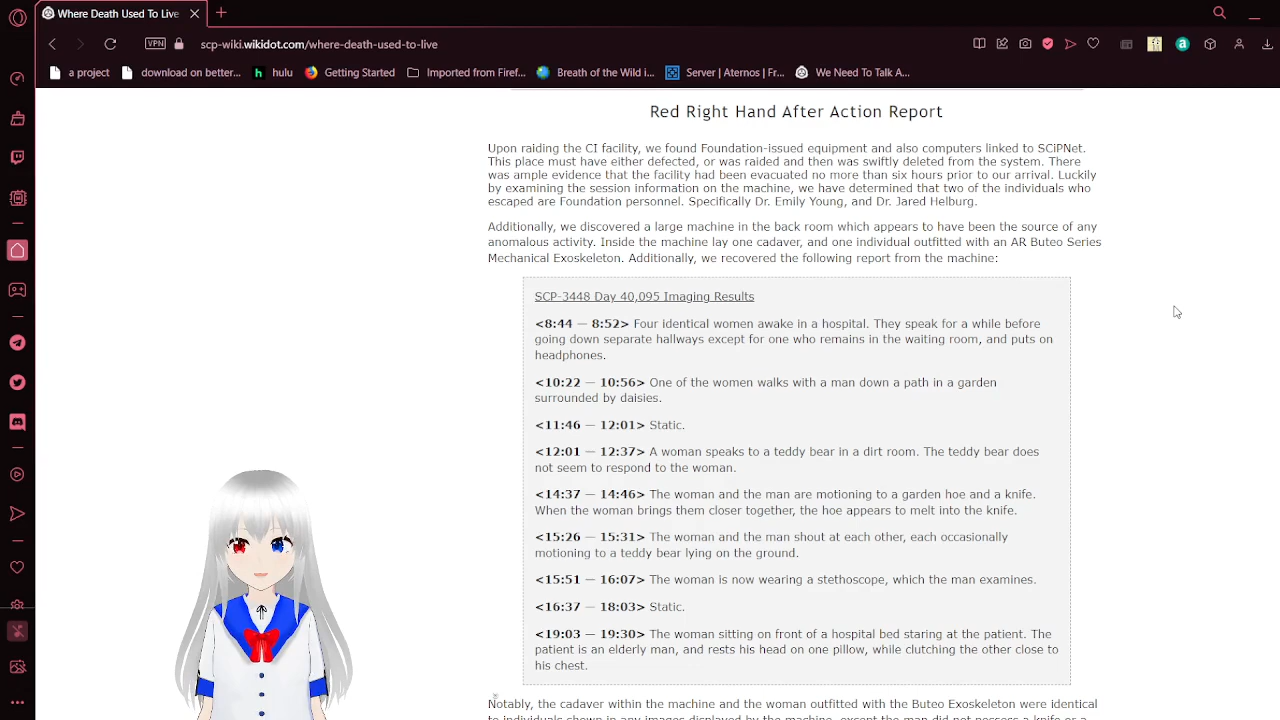 Where Death Used To Live
VPN
scp-wiki.wikidot.com/where-death-used-to-live
a project
download on better...
hulu
Getting Started
Imported from Firef...
Breath of the Wild i...
Server | Aternos | Fr...
We Need To Talk A...
Red Right Hand After Action Report
Upon raiding the CI facility, we found Foundation-issued equipment and also computers linked to SCiPNet.
This place must have either defected, or was raided and then was swiftly deleted from the system. There
was ample evidence that the facility had been evacuated no more than six hours prior to our arrival. Luckily
by examining the session information on the machine, we have determined that two of the individuals who
escaped are Foundation personnel. Specifically Dr. Emily Young, and Dr. Jared Helburg.
Additionally, we discovered a large machine in the back room which appears to have been the source of any
anomalous activity. Inside the machine lay one cadaver, and one individual outfitted with an AR Buteo Series
Mechanical Exoskeleton. Additionally, we recovered the following report from the machine:
SCP-3448 Day 40,095 Imaging Results
<8:44 — 8:52> Four identical women awake in a hospital. They speak for a while before
going down separate hallways except for one who remains in the waiting room, and puts on
headphones.
<10:22 — 10:56> One of the women walks with a man down a path in a garden
surrounded by daisies.
<11:46 — 12:01> Static.
<12:01 — 12:37> A woman speaks to a teddy bear in a dirt room. The teddy bear does
not seem to respond to the woman.
<14:37 — 14:46> The woman and the man are motioning to a garden hoe and a knife.
When the woman brings them closer together, the hoe appears to melt into the knife.
<15:26 — 15:31> The woman and the man shout at each other, each occasionally
motioning to a teddy bear lying on the ground.
<15:51 — 16:07> The woman is now wearing a stethoscope, which the man examines.
<16:37 — 18:03> Static.
<19:03 — 19:30> The woman sitting on front of a hospital bed staring at the patient. The
patient is an elderly man, and rests his head on one pillow, while clutching the other close to
his chest.
Notably, the cadaver within the machine and the woman outfitted with the Buteo Exoskeleton were identical
to individuals shown in any images displayed by the machine, except the man did not possess a knife or a